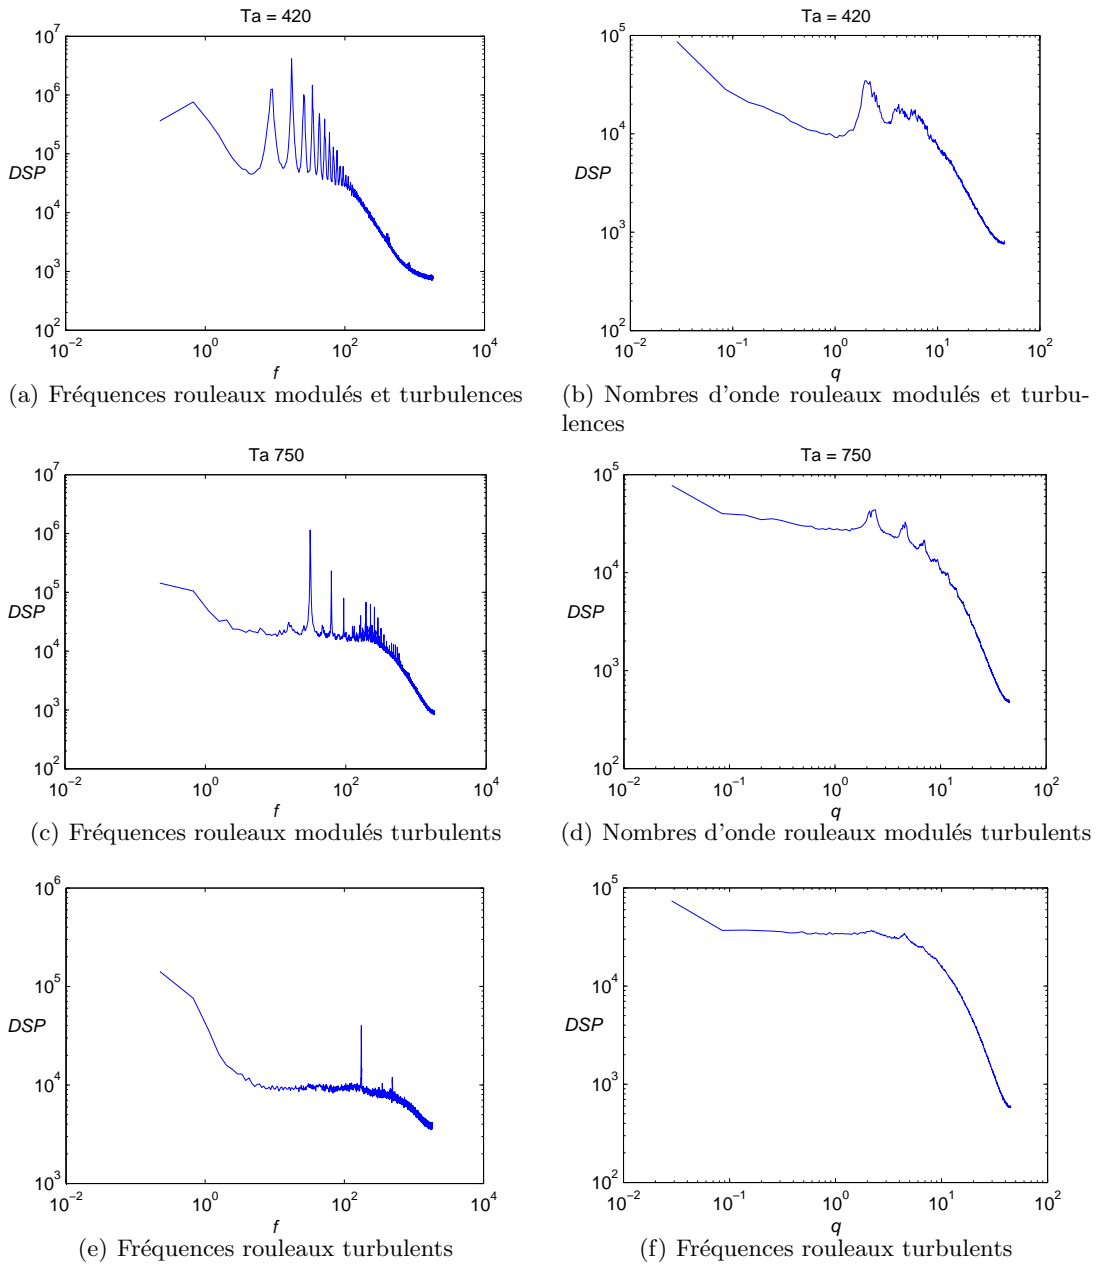 Ta = 420
10^7
10^6
10^5
DSP
10^4
10^3
10^2
10^-2 10^0 10^2 10^4
f
(a) Fréquences rouleaux modulés et turbulences
Ta = 420
10^5
10^4
DSP
10^3
10^2
10^-2 10^-1 10^0 10^1 10^2
q
(b) Nombres d'onde rouleaux modulés et turbu-
lences
Ta 750
10^7
10^6
10^5
DSP
10^4
10^3
10^2
10^-2 10^0 10^2 10^4
f
(c) Fréquences rouleaux modulés turbulents
Ta = 750
10^5
10^4
DSP
10^3
10^2
10^-2 10^-1 10^0 10^1 10^2
q
(d) Nombres d'onde rouleaux modulés turbulents
10^6
10^5
DSP
10^4
10^3
10^-2 10^0 10^2 10^4
f
(e) Fréquences rouleaux turbulents
10^5
10^4
DSP
10^3
10^2
10^-2 10^-1 10^0 10^1 10^2
q
(f) Fréquences rouleaux turbulents